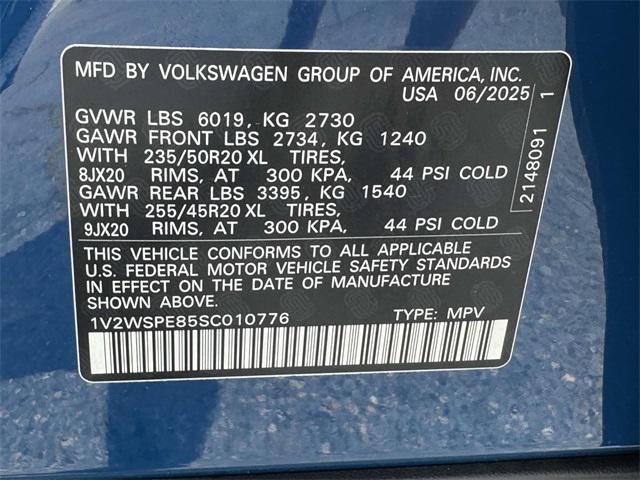 MFD BY VOLKSWAGEN GROUP OF AMERICA, INC.
USA 06/2025
GVWR LBS 6019, KG 2730
GAWR FRONT LBS 2734, KG 1240
WITH 235/50R20 XL TIRES,
8JX20 RIMS, AT 300 KPA, 44 PSI COLD
GAWR REAR LBS 3395, KG 1540
WITH 255/45R20 XL TIRES,
9JX20 RIMS, AT 300 KPA, 44 PSI COLD
THIS VEHICLE CONFORMS TO ALL APPLICABLE
U.S. FEDERAL MOTOR VEHICLE SAFETY STANDARDS
IN EFFECT ON THE DATE OF MANUFACTURE
SHOWN ABOVE
1V2WSPE85SC010776 TYPE: MPV
2148091 1